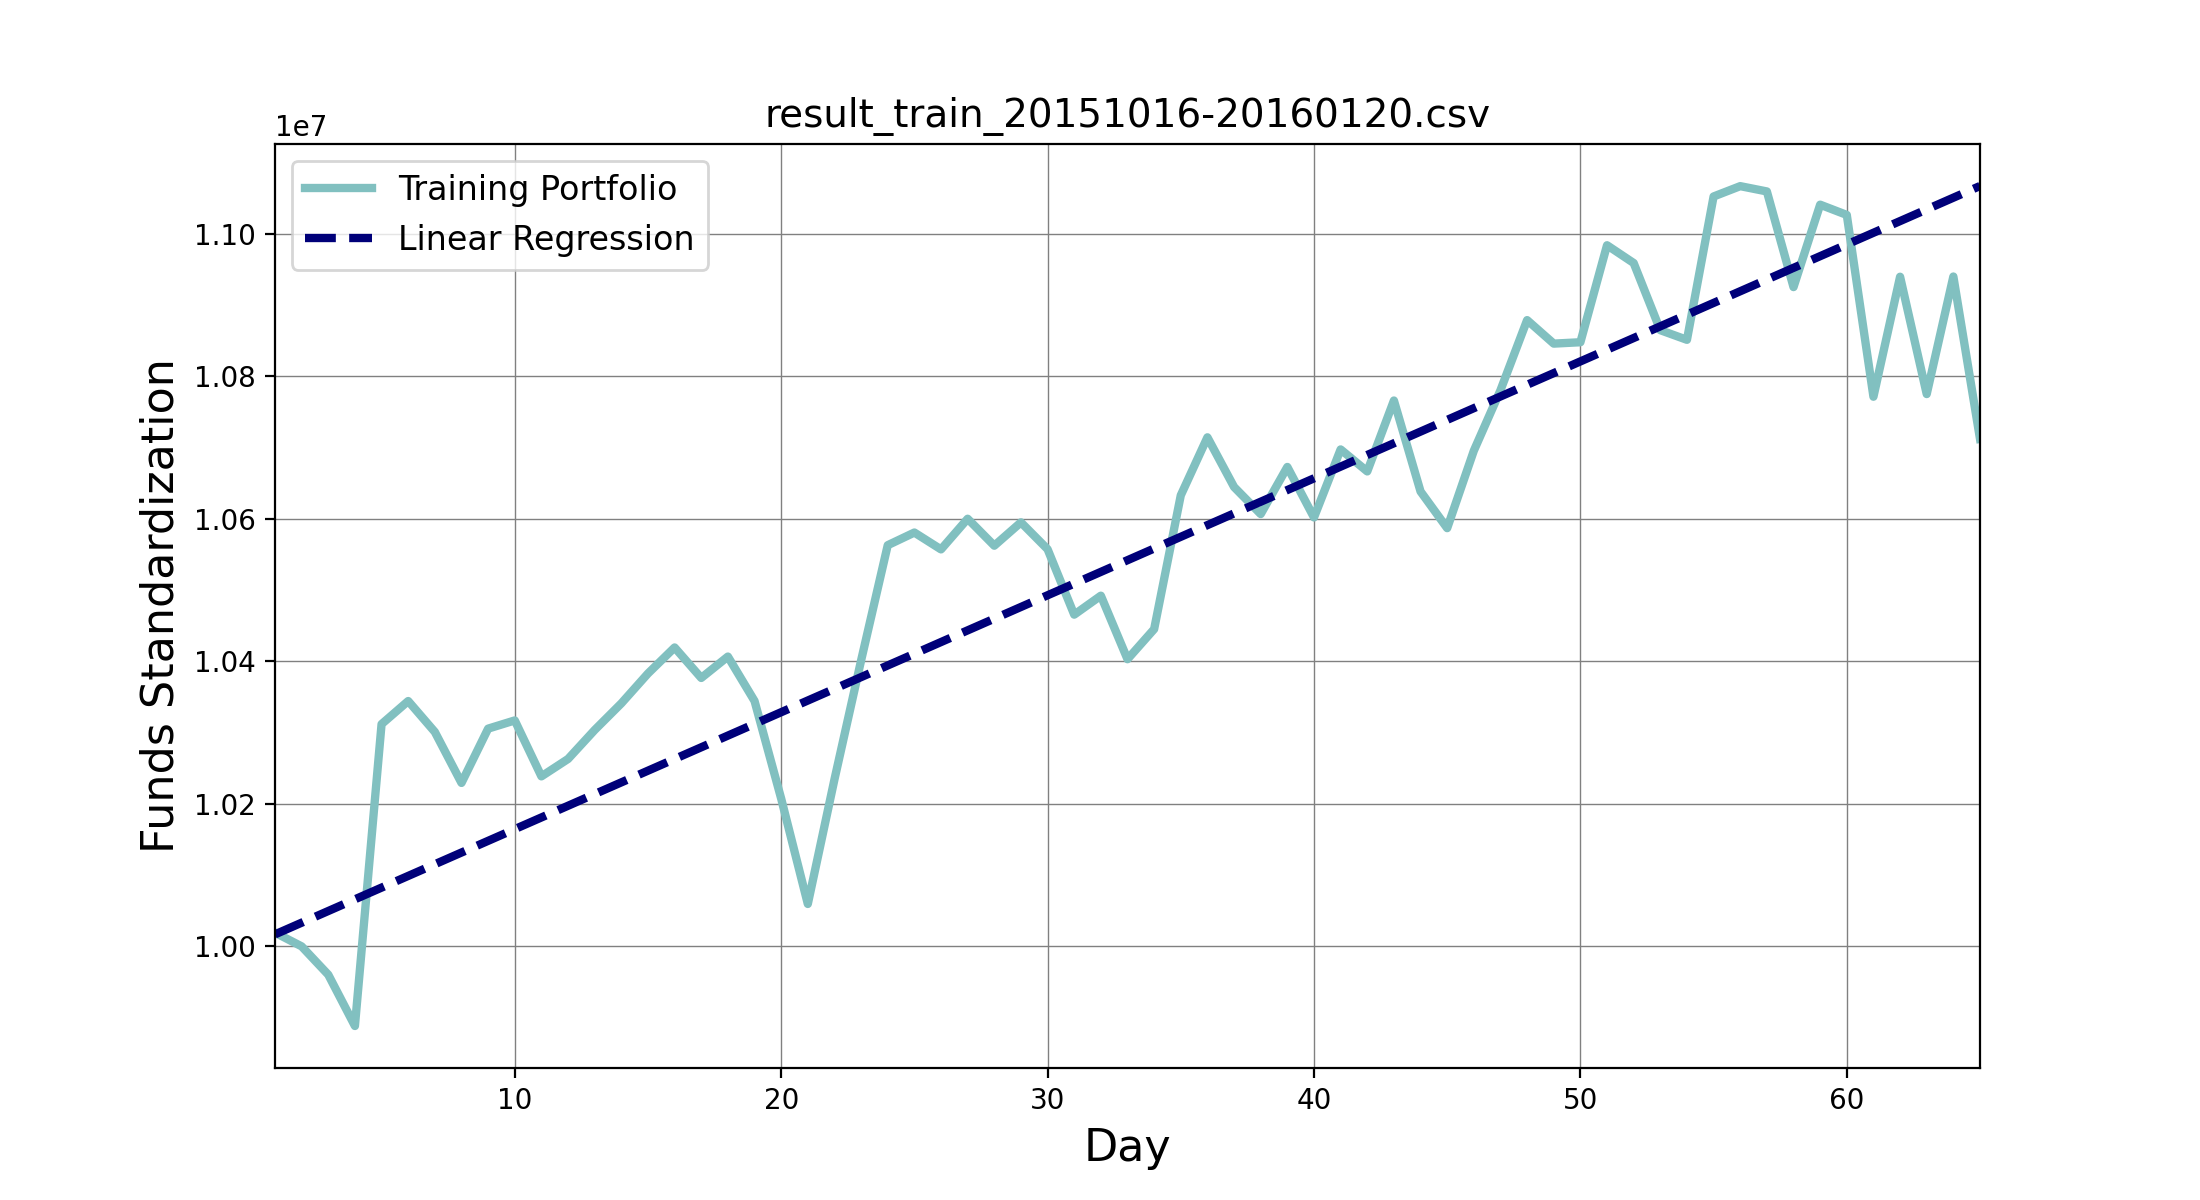 result_train_20151016-20160120.csv
1e7
Training Portfolio
Linear Regression
1.10
1.08
1.06
1.04
1.02
1.00
Funds Standardization
10 20 30 40 50 60
Day